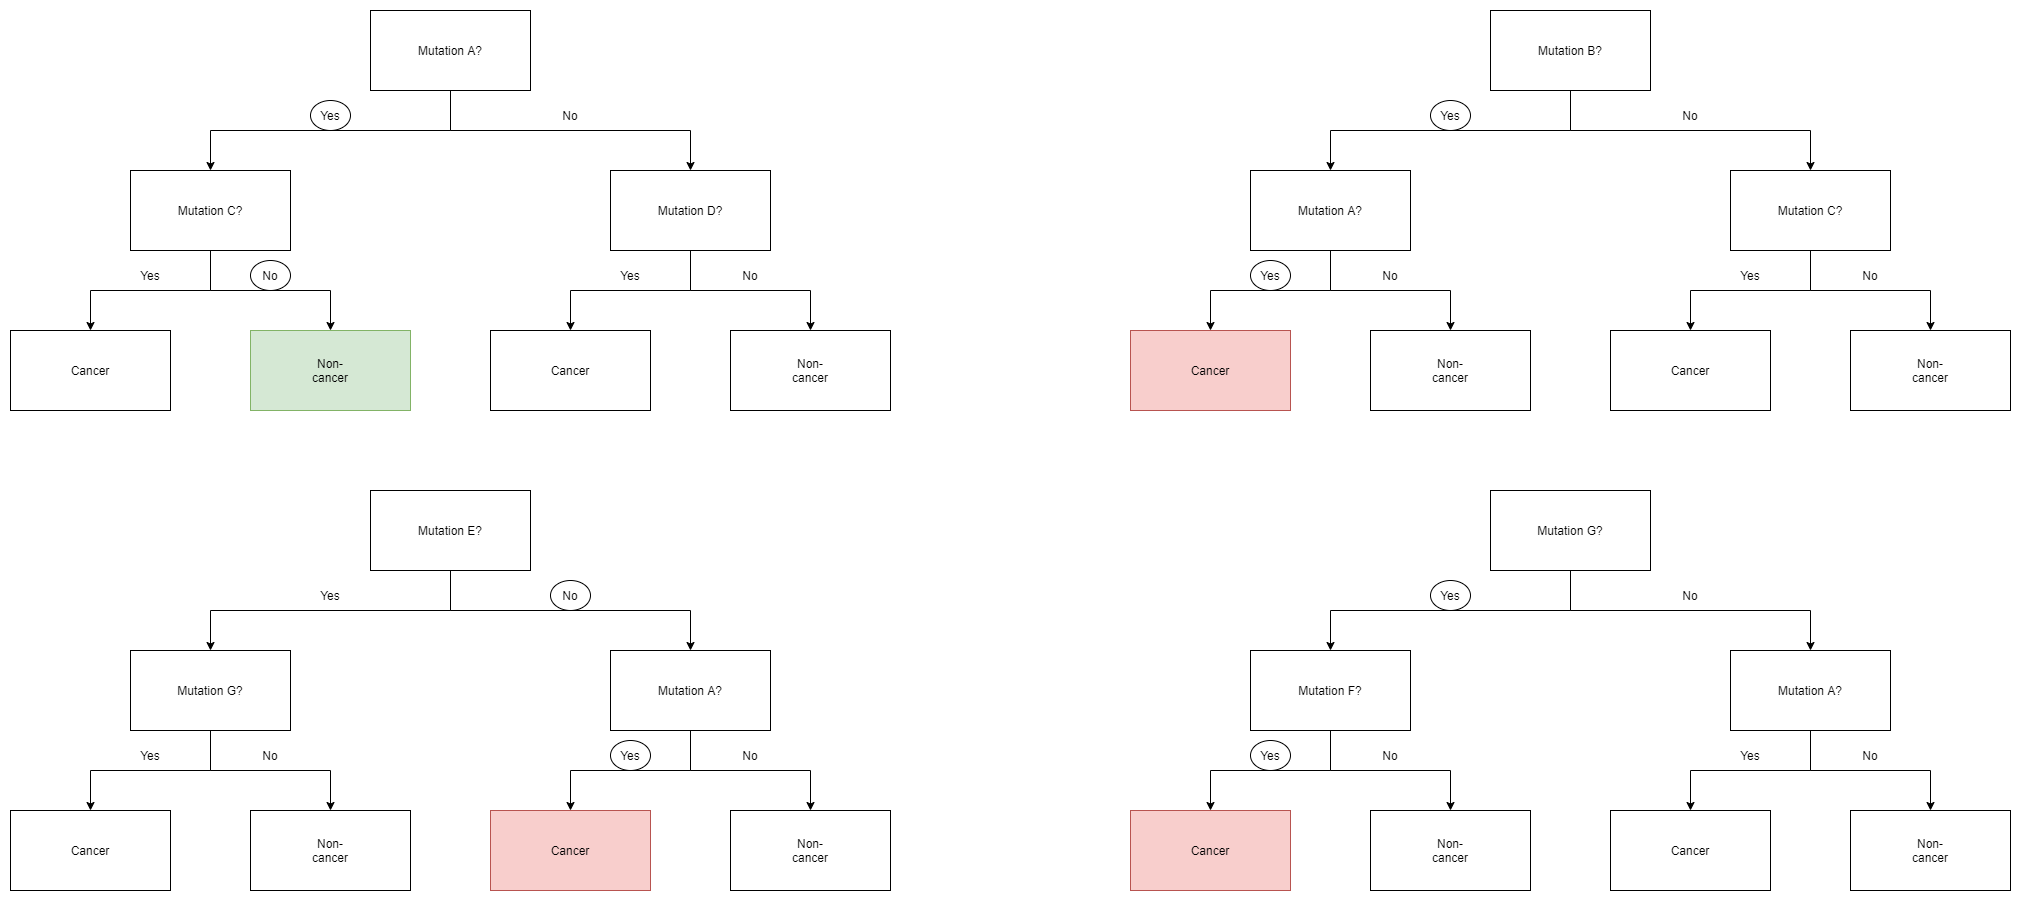 Mutation A?
Yes
No
Mutation C?
Mutation D?
Yes
No
Yes
No
Cancer
Non-
cancer
Cancer
Non-
cancer
Mutation B?
Yes
No
Mutation A?
Mutation C?
Yes
No
Yes
No
Cancer
Non-
cancer
Cancer
Non-
cancer
Mutation E?
Yes
No
Mutation G?
Mutation A?
Yes
No
Yes
No
Cancer
Non-
cancer
Cancer
Non-
cancer
Mutation G?
Yes
No
Mutation F?
Mutation A?
Yes
No
Yes
No
Cancer
Non-
cancer
Cancer
Non-
cancer